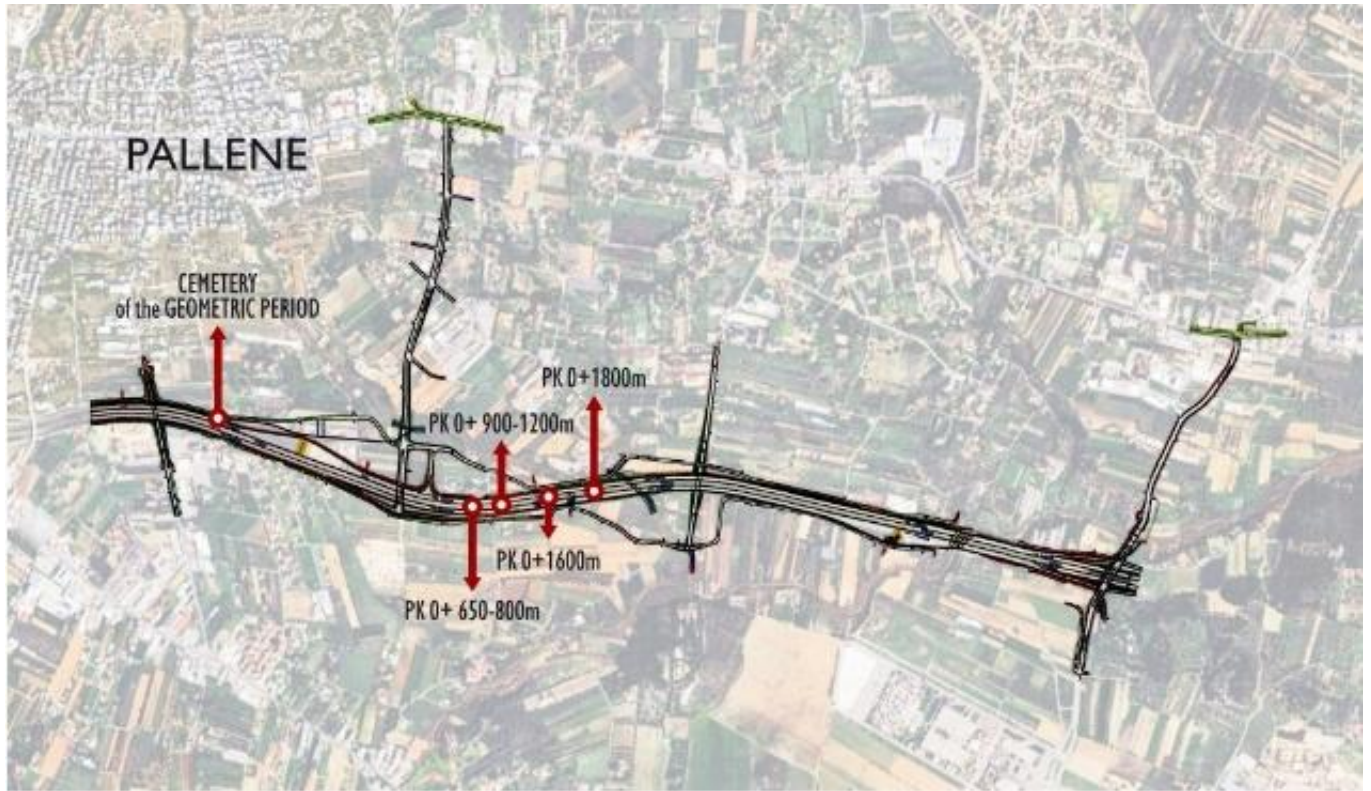 PALLENE
CEMETERY
of the GEOMETRIC PERIOD
PK 0+1800m
PK 0+ 900-1200m
PK 0+1600m
PK 0+ 650-800m